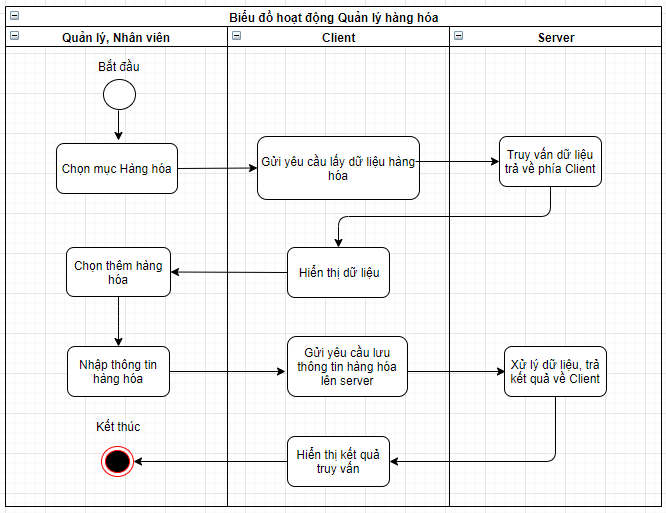 Biểu đồ hoạt động Quản lý hàng hóa
Quản lý, Nhân viên
Client
Server
Bắt đầu
Chọn mục Hàng hóa
Gửi yêu cầu lấy dữ liệu hàng
hóa
Truy vấn dữ liệu
trả về phía Client
Chọn thêm hàng
hóa
Hiển thị dữ liệu
Nhâp thông tin
hàng hóa
Gửi yêu cầu lưu
thông tin hàng hóa
lên server
Xử lý dữ liệu, trả
kết quả về Client
Kết thúc
Hiển thị kết quả
truy vấn